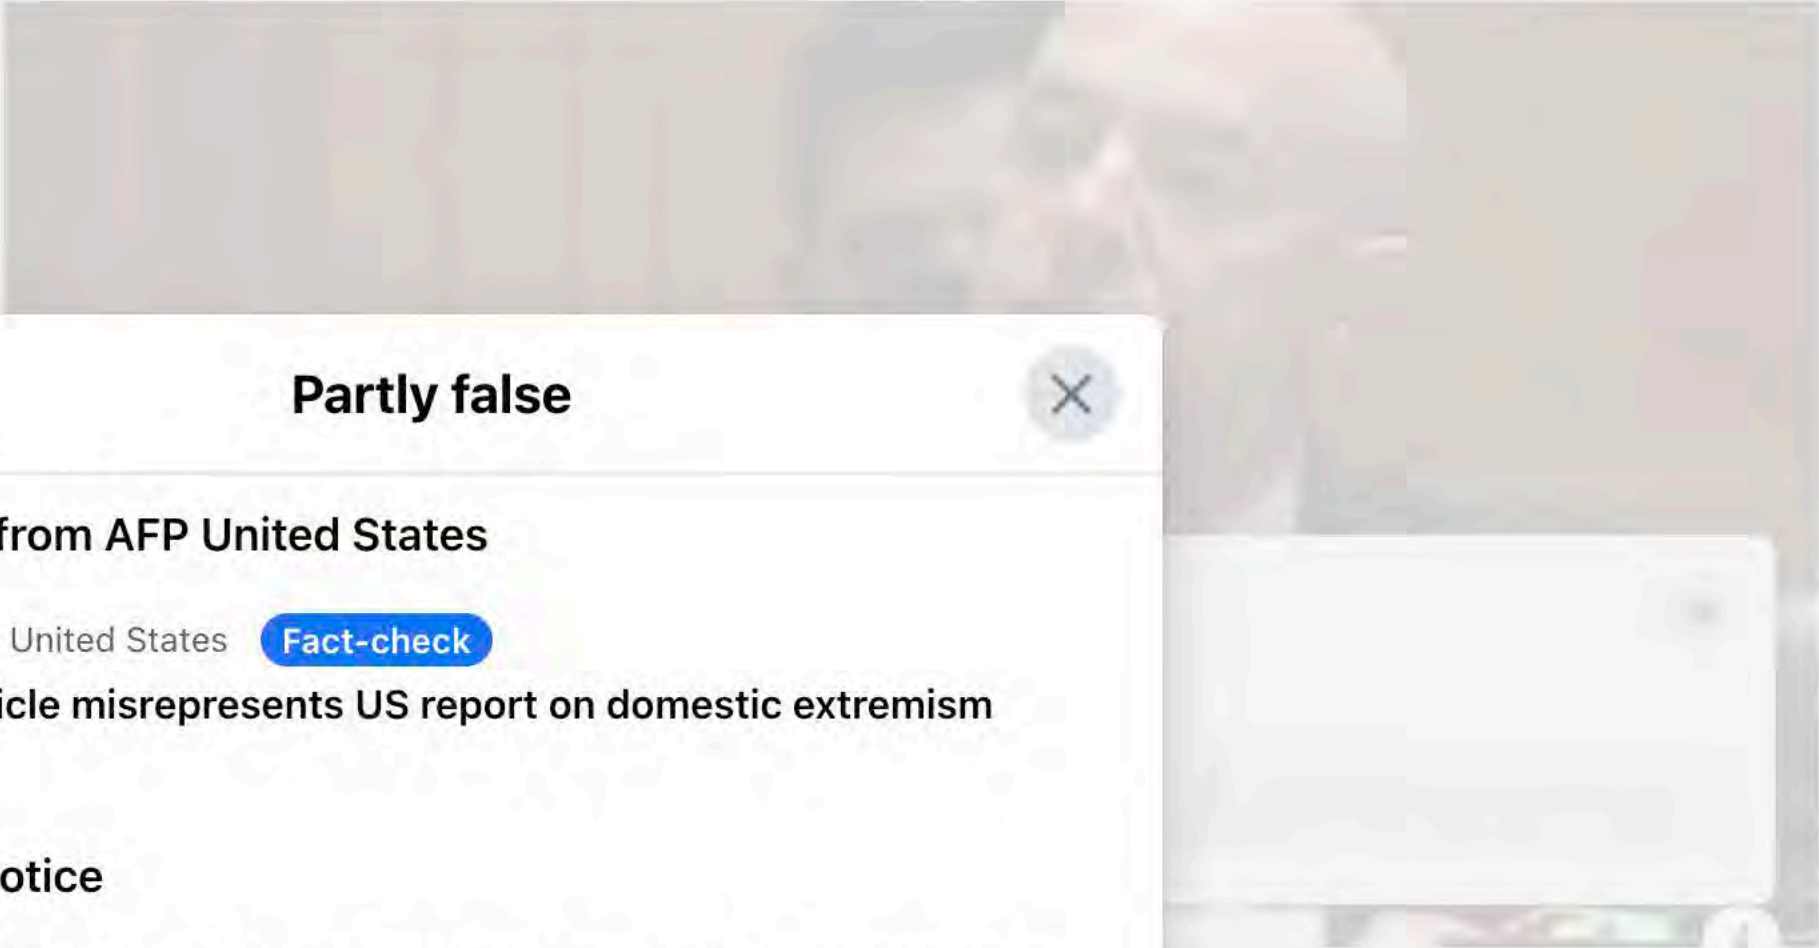 Partly false
from AFP United States
United States Fact-check
icle misrepresents US report on domestic extremism
otice